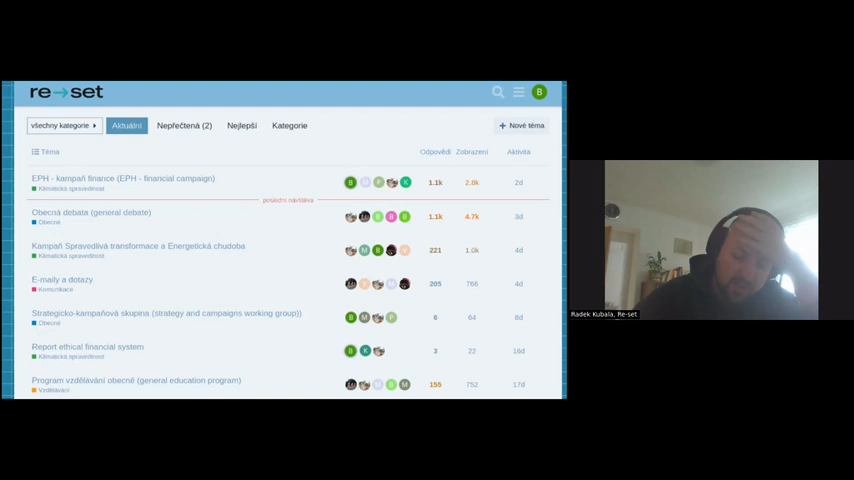 re→set
B
všechny kategorie
Aktuální
Nepřečtená (2)
Nejlepší
Kategorie
+ Nové téma
Téma
Odpovědí
Zobrazení
Aktivita
EPH - kampaň finance (EPH - financial campaign)
Klimatická spravedlnost
B M P K
1.1k
2.8k
2d
poslední návštěva
Obecná debata (general debate)
Obecné
B B B
1.1k
4.7k
3d
Kampaň Spravedlivá transformace a Energetická chudoba
Klimatická spravedlnost
M B V
221
1.0k
4d
E-maily a dotazy
Komunikace
205
766
4d
Strategicko-kampaňová skupina (strategy and campaigns working group))
Obecné
B M P
6
64
8d
Report ethical financial system
Klimatická spravedlnost
B K
3
22
16d
Program vzdělávání obecně (general education program)
Vzdělávání
M B M
155
752
17d
Radek Kubala, Re-set